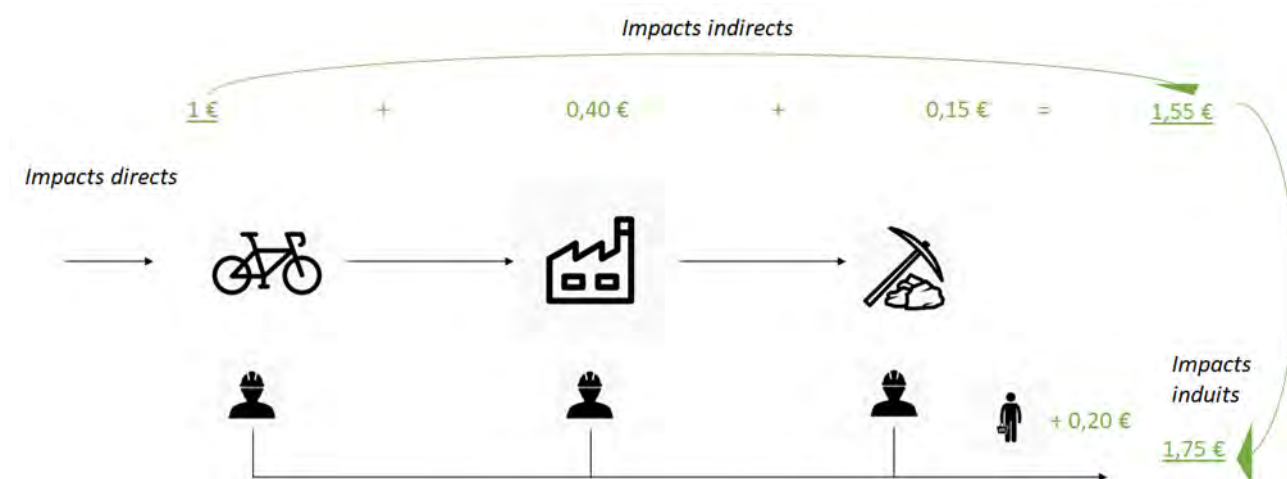 Impacts indirects
1 € + 0,40 € + 0,15 € = 1,55 €
Impacts directs
Impacts
induits
+ 0,20 €
1,75 €